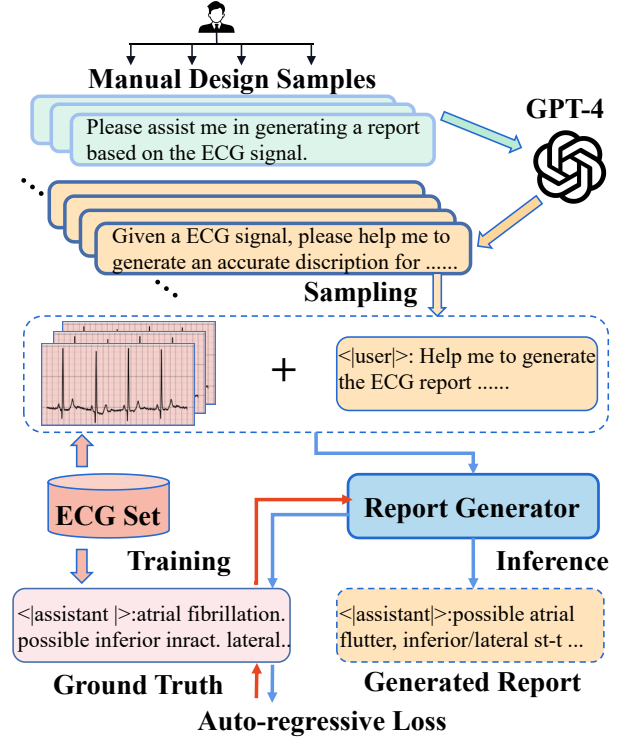 Manual Design Samples
GPT-4
Please assist me in generating a report
based on the ECG signal.
Given a ECG signal, please help me to
generate an accurate discription for ......
Sampling
<|user|>: Help me to generate
the ECG report ......
+
ECG Set
Report Generator
Training
Inference
<|assistant |>:atrial fibrillation.
possible inferior inract. lateral..
<|assistant|>:possible atrial
flutter, inferior/lateral st-t ...
Ground Truth
Generated Report
Auto-regressive Loss